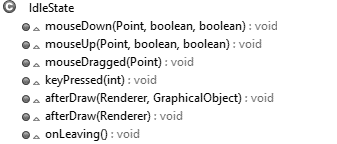 IdleState
mouseDown(Point, boolean, boolean) : void
mouseUp(Point, boolean, boolean) : void
mouseDragged(Point) : void
keyPressed(int) : void
afterDraw(Renderer, GraphicalObject) : void
afterDraw(Renderer) : void
onLeaving() : void